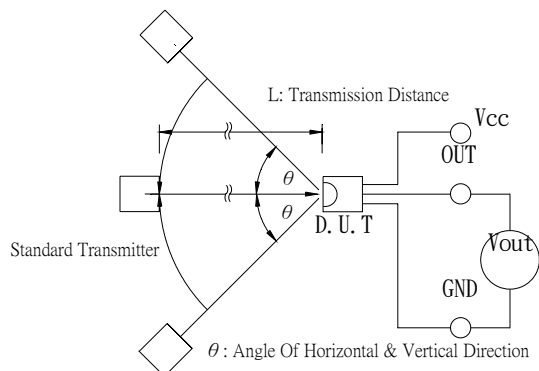 L: Transmission Distance
Vcc
OUT
θ
θ
D.U.T
Standard Transmitter
Vout
GND
θ : Angle Of Horizontal & Vertical Direction